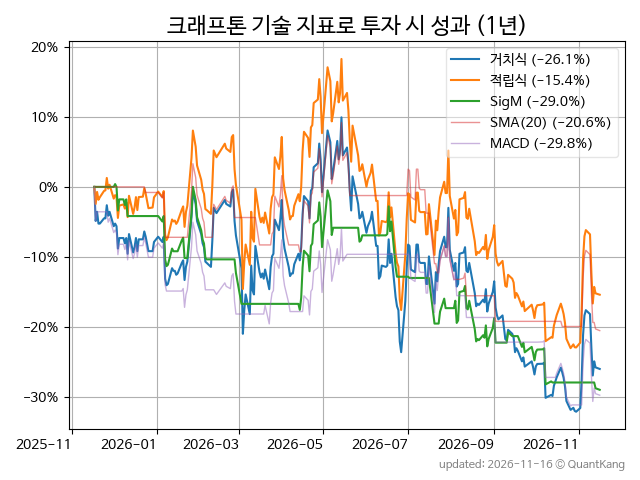 크래프톤 기술 지표로 투자 시 성과 (1년)
거치식 (−26.1%)
적립식 (−15.4%)
SigM (−29.0%)
SMA(20) (−20.6%)
MACD (−29.8%)
20%
10%
0%
−10%
−20%
−30%
2025-11 2026-01 2026-03 2026-05 2026-07 2026-09 2026-11
updated: 2026-11-16 ⓒ QuantKang